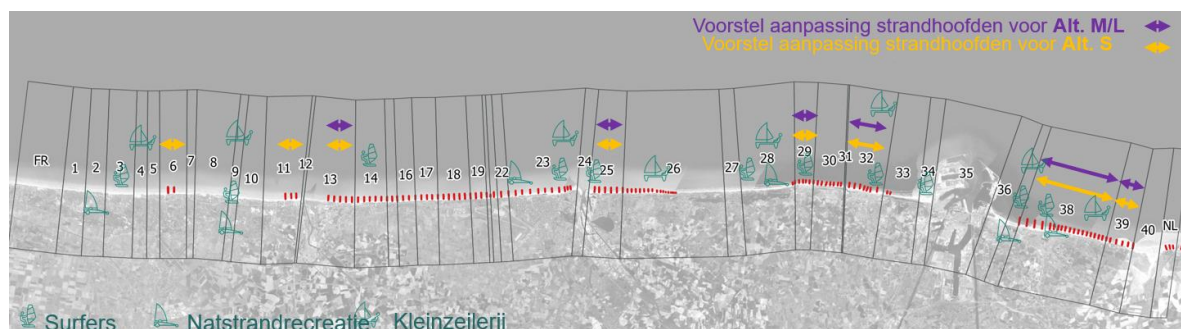 Voorstel aanpassing strandhoofden voor Alt. M/L
Voorstel aanpassing strandhoofden voor Alt. S
FR 1 2 3 4 5 6 7 8 9 10 11 12 13 14 16 17 18 19 22 23 24 25 26 27 28 29 30 31 32 33 34 35 36 38 39 40 NL
Surfers Natstrandrecreatie Kleinzeilerij